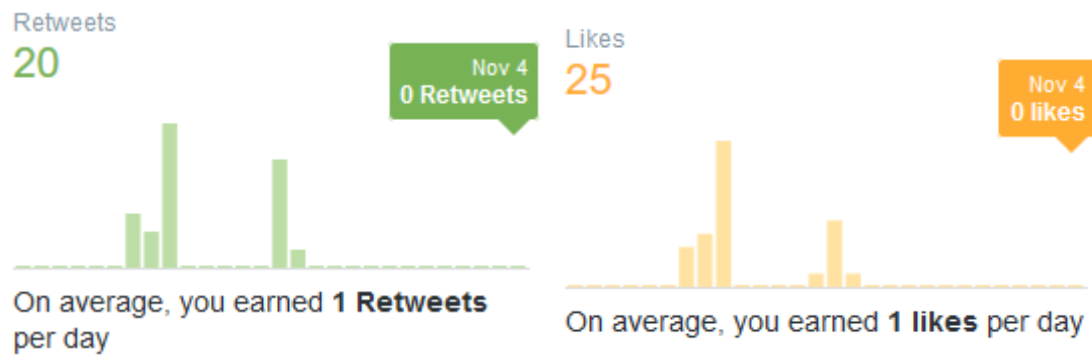 Retweets
20
Nov 4
0 Retweets
On average, you earned 1 Retweets
per day
Likes
25
Nov 4
0 likes
On average, you earned 1 likes per day